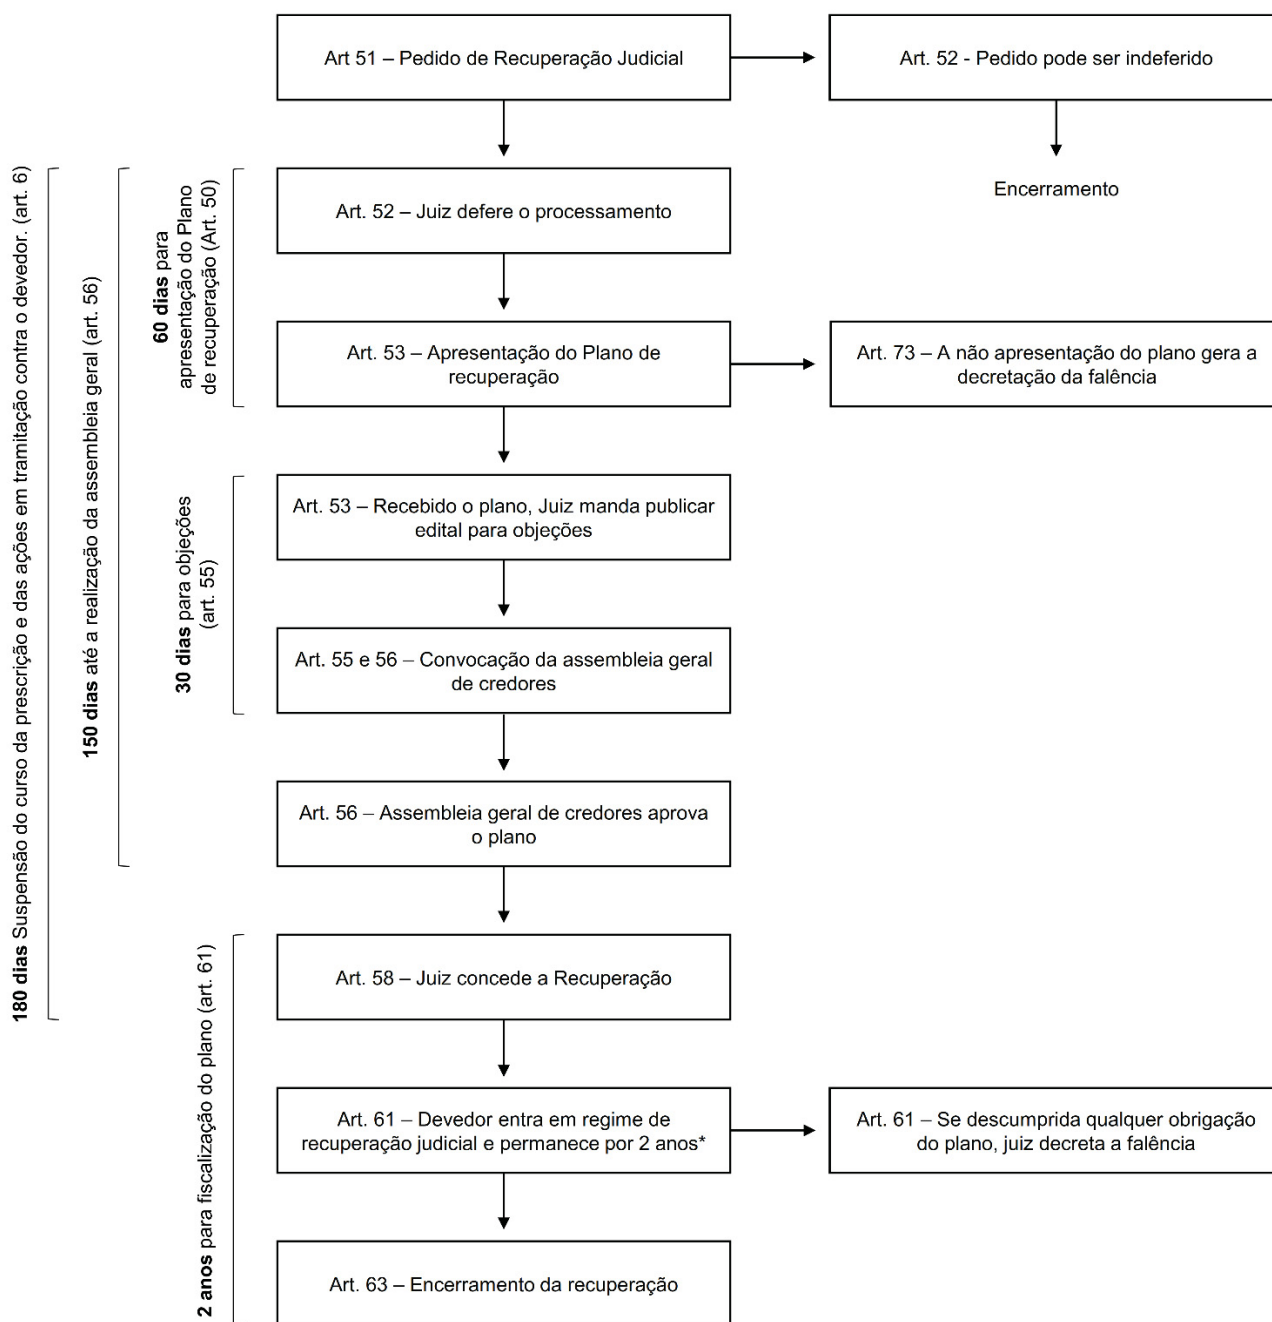 Art 51 – Pedido de Recuperação Judicial
Art. 52 - Pedido pode ser indeferido
Encerramento
Art. 52 – Juiz defere o processamento
Art. 53 – Apresentação do Plano de
recuperação
Art. 73 – A não apresentação do plano gera a
decretação da falência
Art. 53 – Recebido o plano, Juiz manda publicar
edital para objeções
Art. 55 e 56 – Convocação da assembleia geral
de credores
Art. 56 – Assembleia geral de credores aprova
o plano
Art. 58 – Juiz concede a Recuperação
Art. 61 – Devedor entra em regime de
recuperação judicial e permanece por 2 anos*
Art. 61 – Se descumprida qualquer obrigação
do plano, juiz decreta a falência
Art. 63 – Encerramento da recuperação
180 dias Suspensão do curso da prescrição e das ações em tramitação contra o devedor. (art. 6)
150 dias até a realização da assembleia geral (art. 56)
60 dias para
apresentação do Plano
de recuperação (Art. 50)
30 dias para objeções
(art. 55)
2 anos para fiscalização do plano (art. 61)